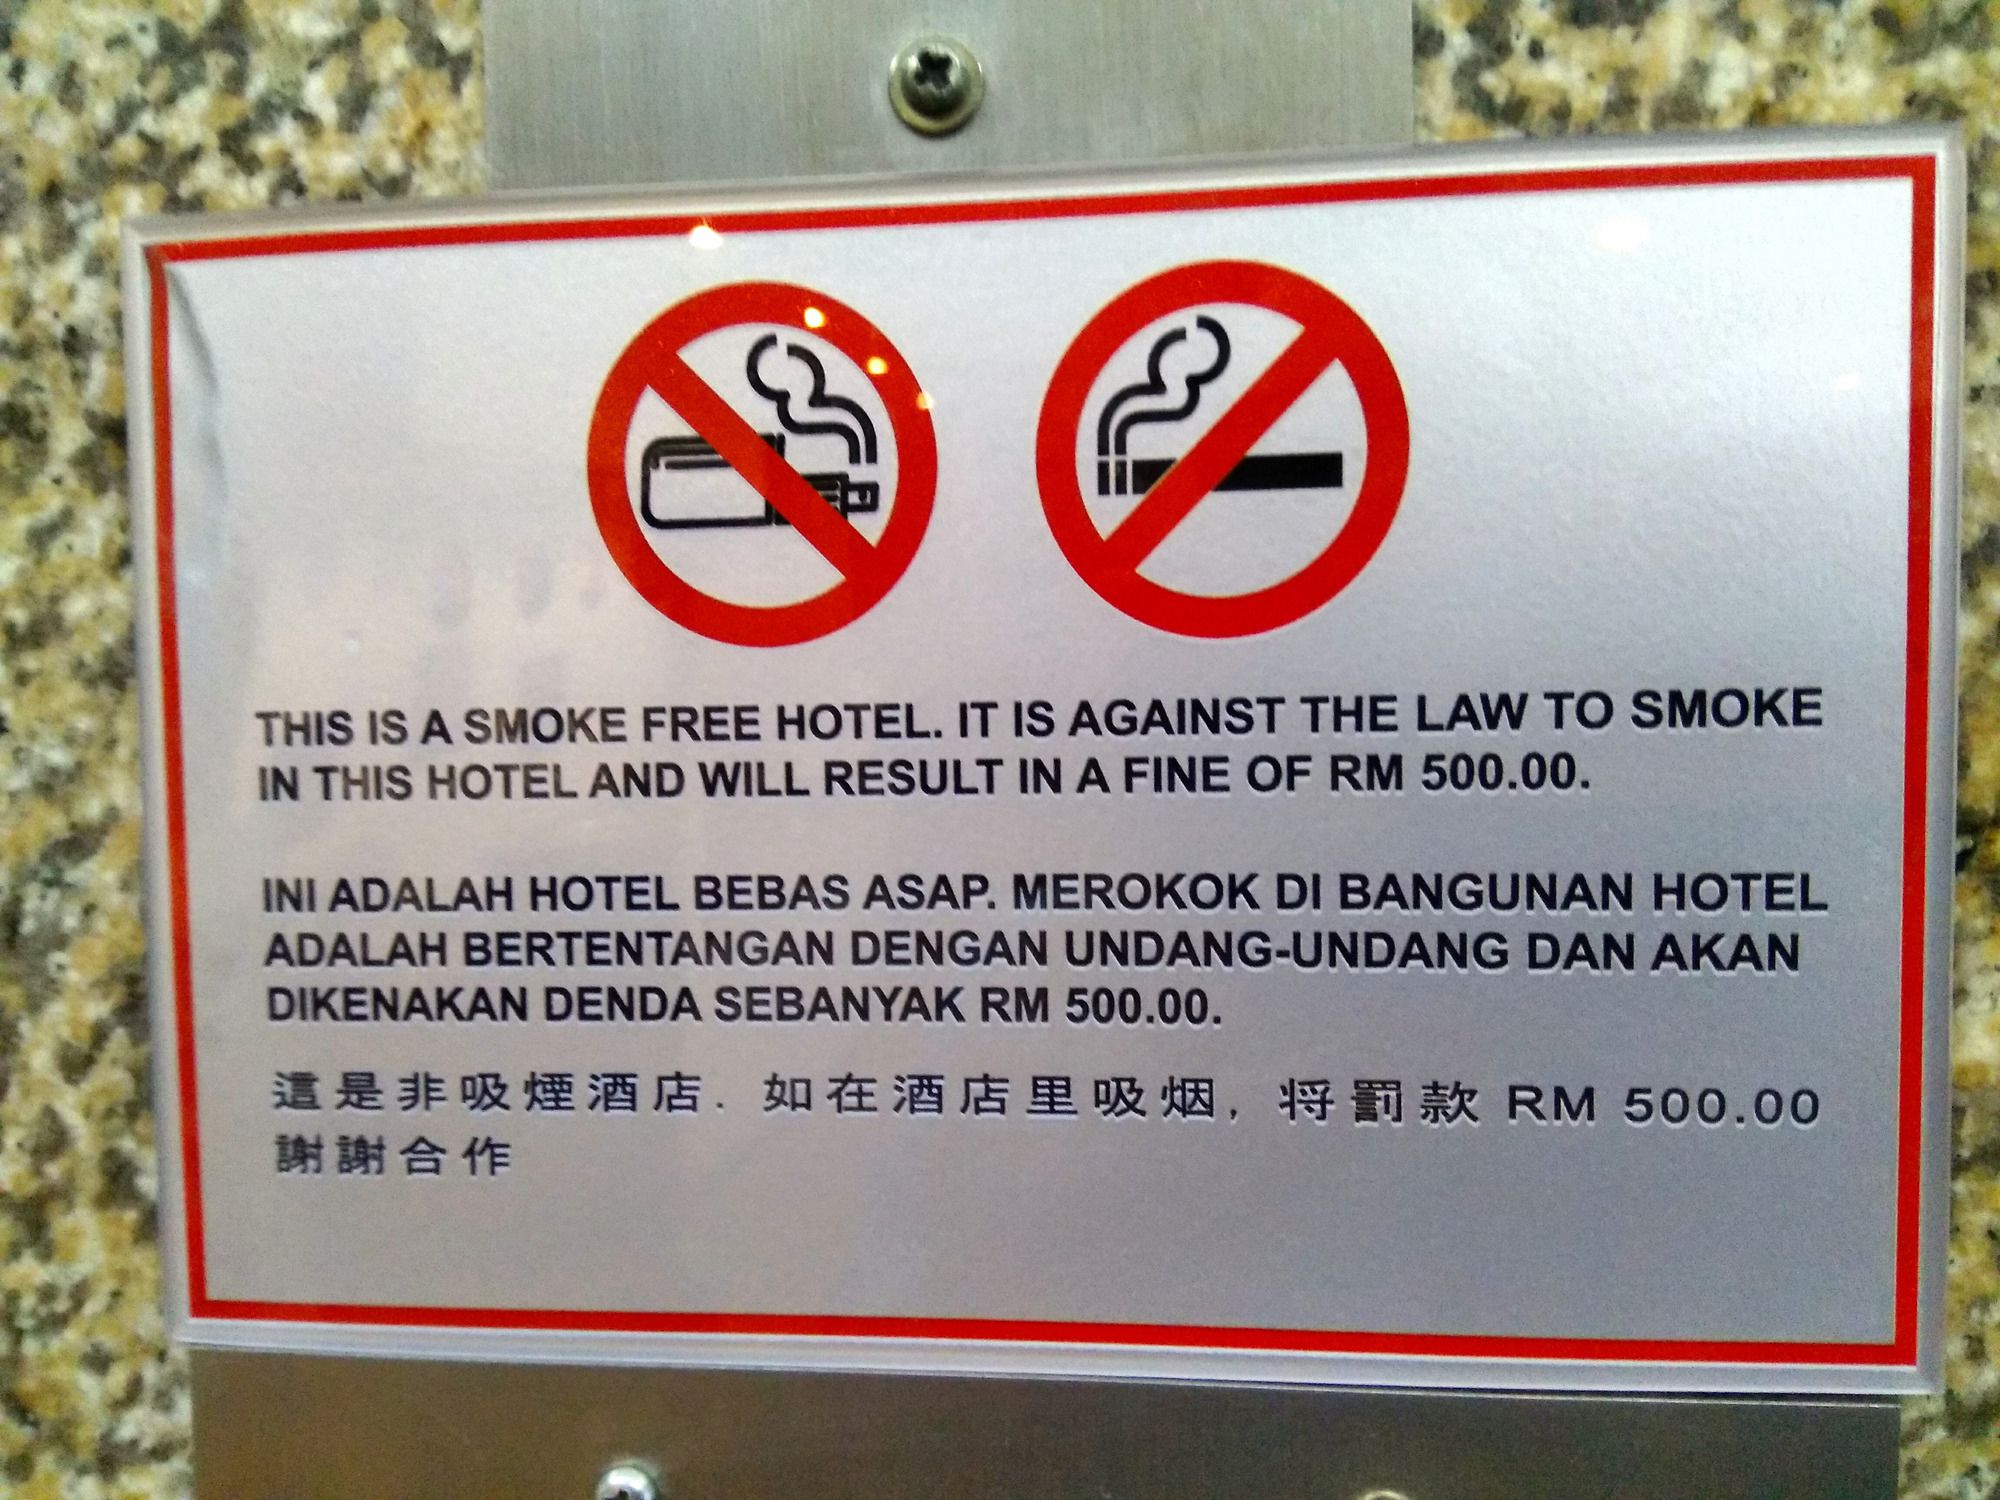 THIS IS A SMOKE FREE HOTEL. IT IS AGAINST THE LAW TO SMOKE
IN THIS HOTEL AND WILL RESULT IN A FINE OF RM 500.00.
INI ADALAH HOTEL BEBAS ASAP. MEROKOK DI BANGUNAN HOTEL
ADALAH BERTENTANGAN DENGAN UNDANG-UNDANG DAN AKAN
DIKENAKAN DENDA SEBANYAK RM 500.00.
這是非吸煙酒店. 如在酒店里吸烟, 将罰款 RM 500.00
謝謝合作